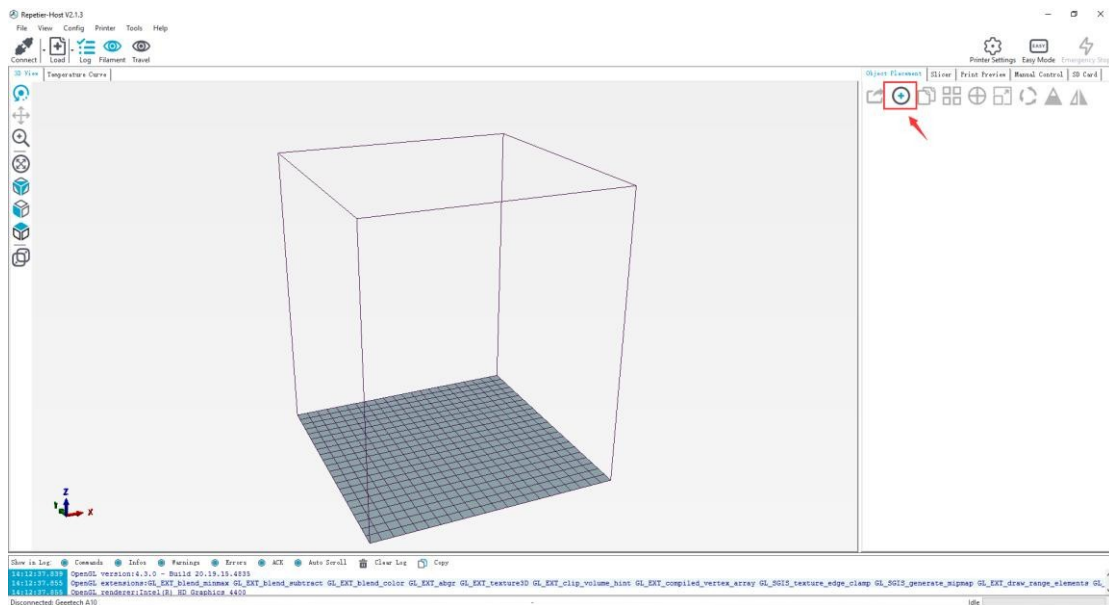 Repetier-Host V2.1.3
File View Config Printer Tools Help
Connect Load Log Filament Travel Printer Settings Easy Mode Emergency Stop
EASY
3D View Temperature Curve Object Placement Slicer Print Preview Manual Control SD Card
Z
Y X
Show in Log: Commands Infos Warnings Errors ACK Auto Scroll Clear Log Copy
14:12:37.839 OpenGL version:4.3.0 - Build 20.19.15.4835
14:12:37.855 OpenGL extensions:GL_EXT_blend_minmax GL_EXT_blend_subtract GL_EXT_blend_color GL_EXT_abgr GL_EXT_texture3D GL_EXT_clip_volume_hint GL_EXT_compiled_vertex_array GL_SGIS_texture_edge_clamp GL_SGIS_generate_mipmap GL_EXT_draw_range_elements GL_
14:12:37.855 OpenGL renderer:Intel(R) HD Graphics 4400
Disconnected: Geeetech A10 - Idle